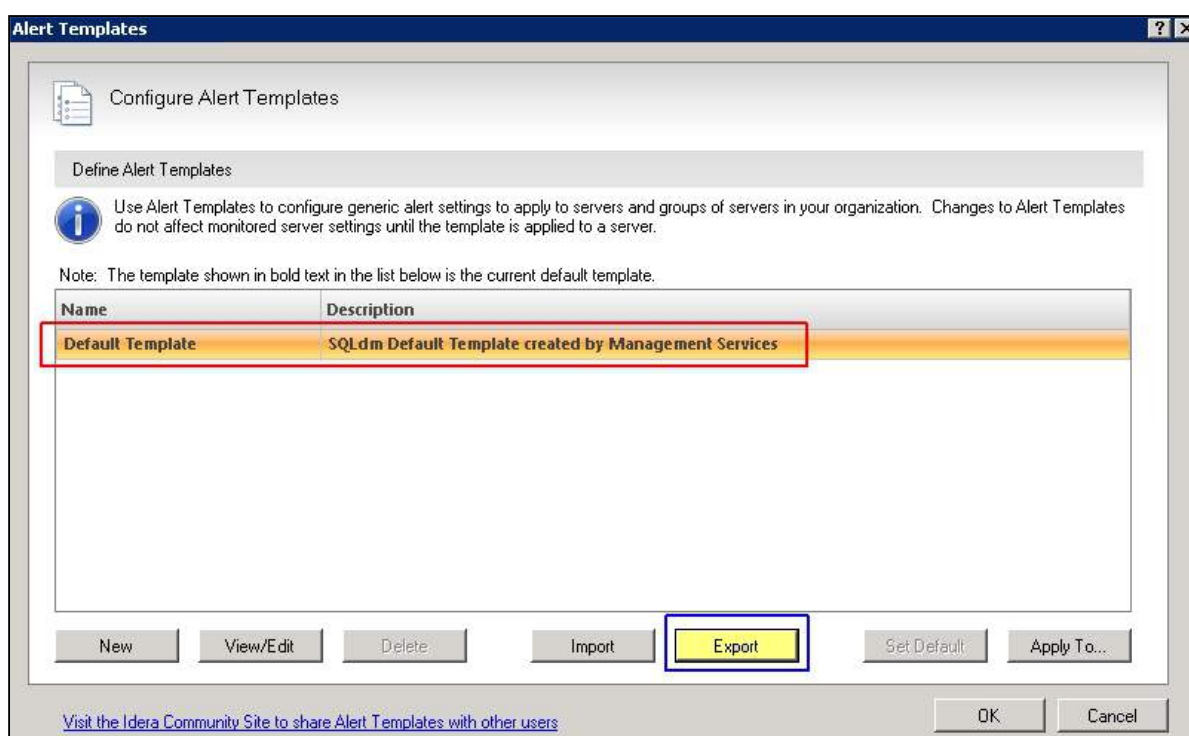 Alert Templates
Configure Alert Templates
Define Alert Templates
Use Alert Templates to configure generic alert settings to apply to servers and groups of servers in your organization. Changes to Alert Templates
do not affect monitored server settings until the template is applied to a server.
Note: The template shown in bold text in the list below is the current default template.
Name Description
Default Template SQLdm Default Template created by Management Services
New View/Edit Delete Import Export Set Default Apply To...
Visit the Idera Community Site to share Alert Templates with other users OK Cancel